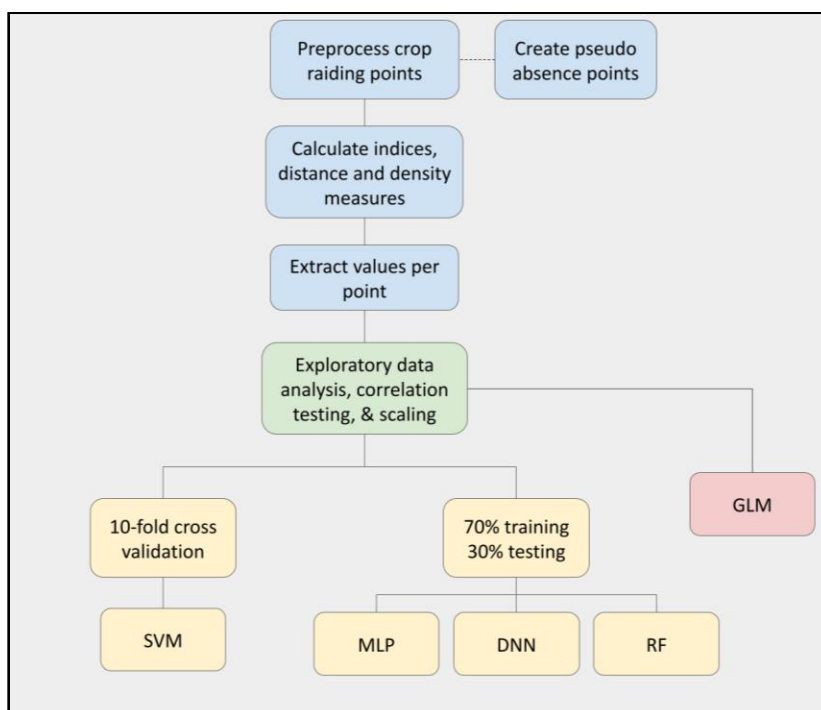 Preprocess crop
raiding points
Create pseudo
absence points
Calculate indices,
distance and density
measures
Extract values per
point
Exploratory data
analysis, correlation
testing, & scaling
GLM
10-fold cross
validation
70% training
30% testing
SVM
MLP
DNN
RF